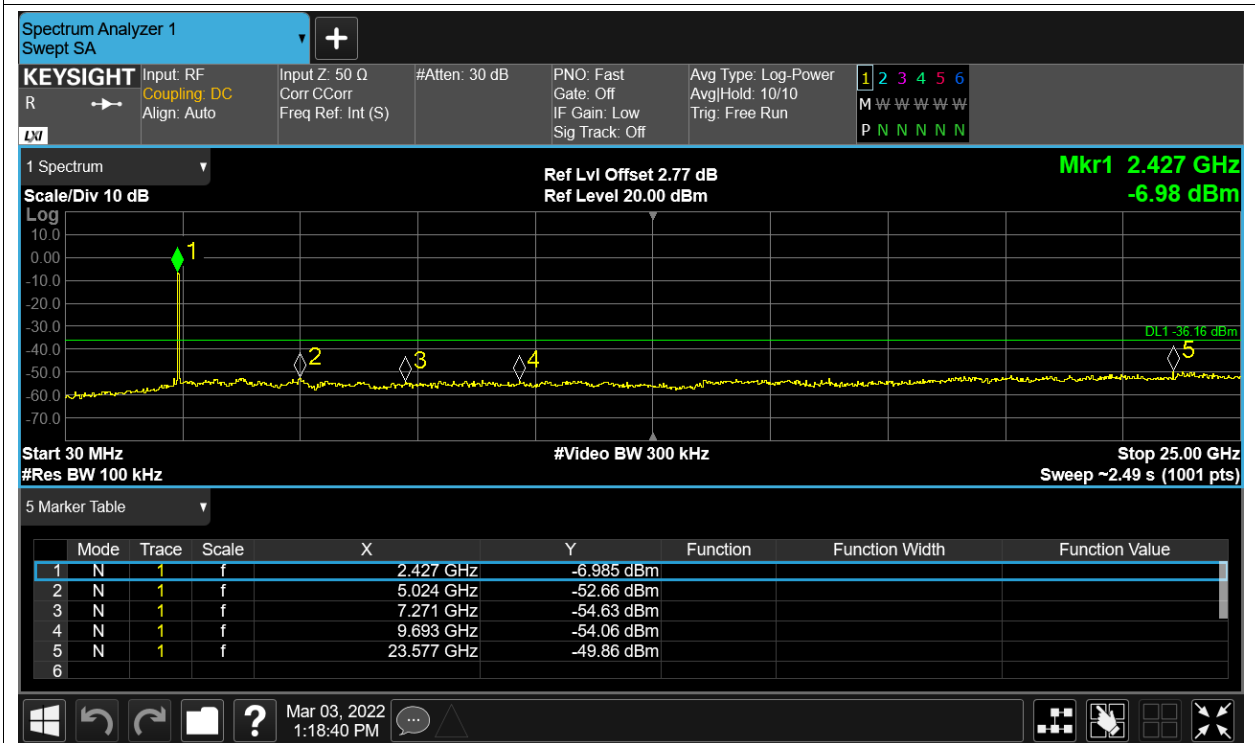 Spectrum Analyzer 1
Swept SA
KEYSIGHT
R
LXI
Input: RF
Coupling: DC
Align: Auto
Input Z: 50 Ω
Corr CCorr
Freq Ref: Int (S)
#Atten: 30 dB
PNO: Fast
Gate: Off
IF Gain: Low
Sig Track: Off
Avg Type: Log-Power
Avg|Hold: 10/10
Trig: Free Run
1 2 3 4 5 6
M W W W W W
P N N N N N
1 Spectrum
Scale/Div 10 dB
Ref Lvl Offset 2.77 dB
Ref Level 20.00 dBm
Mkr1 2.427 GHz
-6.98 dBm
Log
10.0
0.00
-10.0
-20.0
-30.0
-40.0
-50.0
-60.0
-70.0
1
2
3
4
5
DL1 -36.16 dBm
Start 30 MHz
#Res BW 100 kHz
#Video BW 300 kHz
Stop 25.00 GHz
Sweep ~2.49 s (1001 pts)
5 Marker Table
Mode Trace Scale X Y Function Function Width Function Value
1 N 1 f 2.427 GHz -6.985 dBm
2 N 1 f 5.024 GHz -52.66 dBm
3 N 1 f 7.271 GHz -54.63 dBm
4 N 1 f 9.693 GHz -54.06 dBm
5 N 1 f 23.577 GHz -49.86 dBm
6
?
Mar 03, 2022
1:18:40 PM